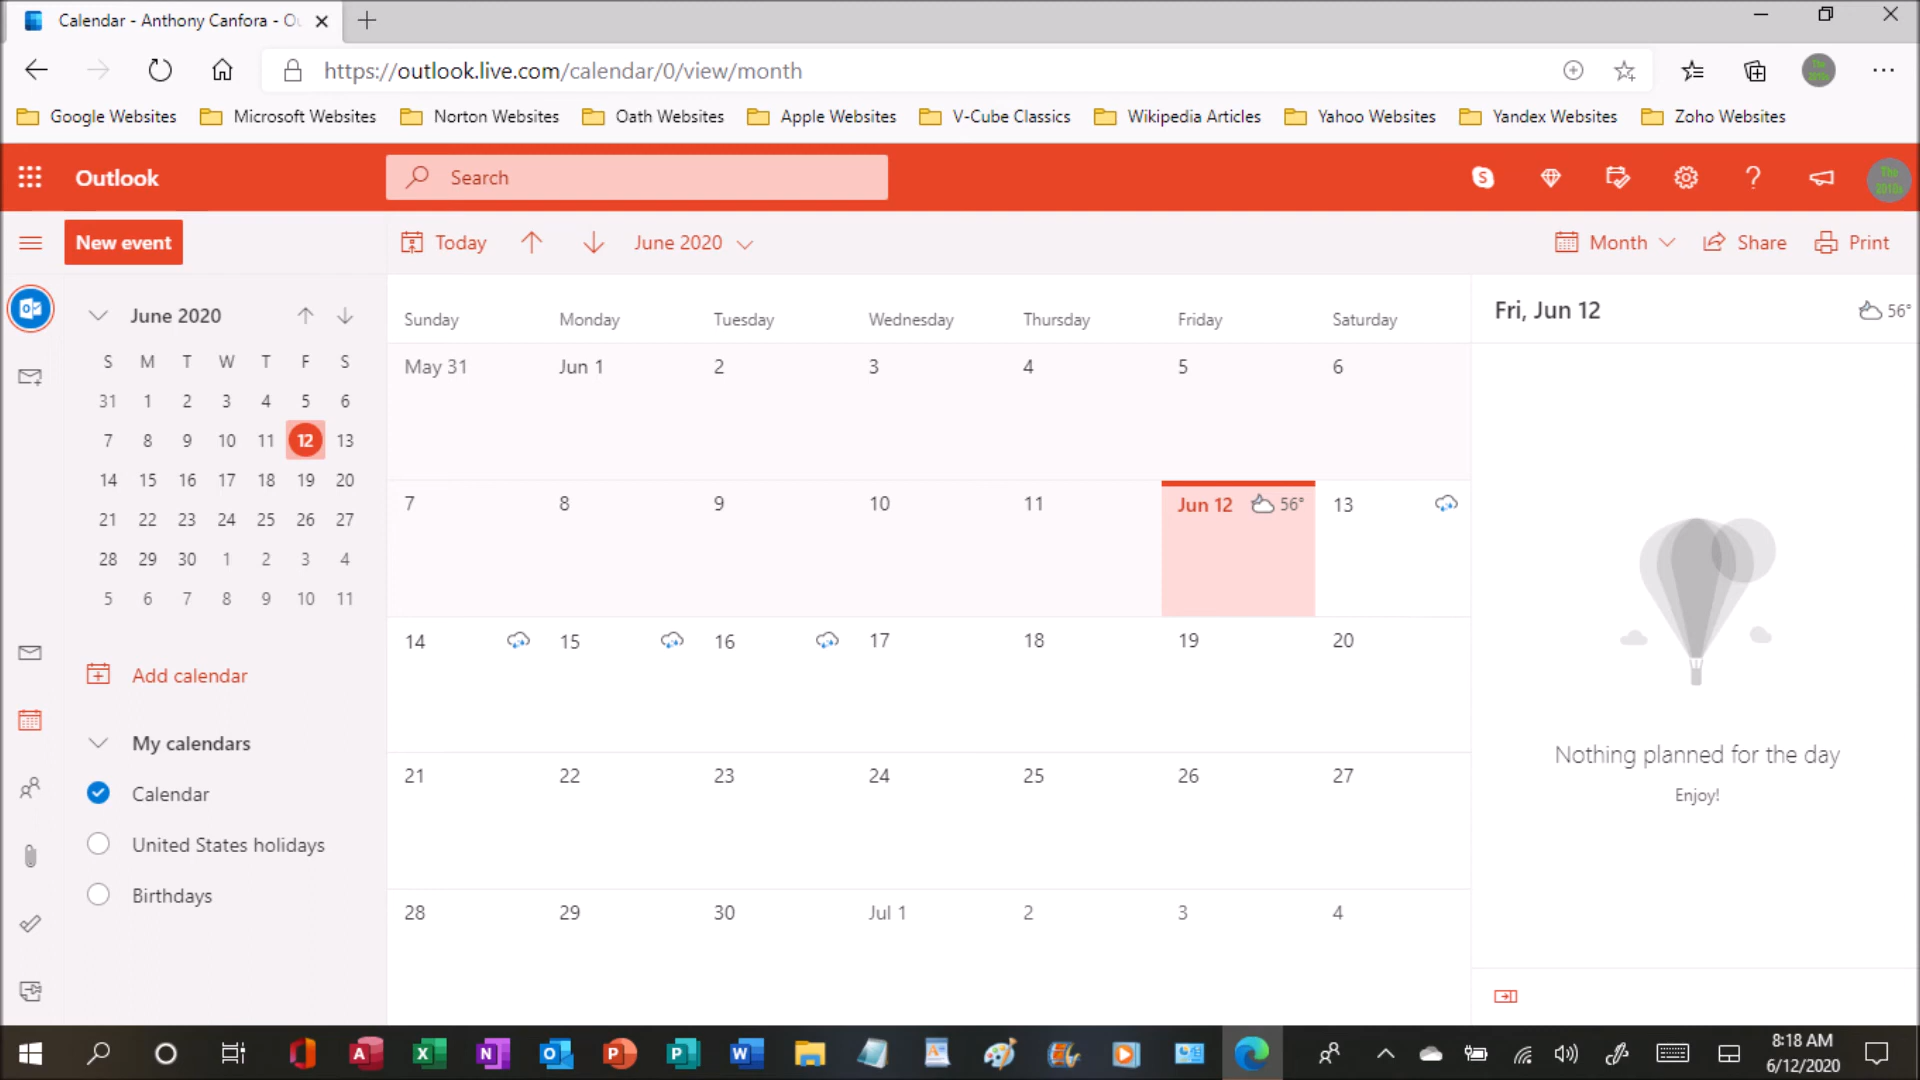 Calendar - Anthony Canfora - Ou
https://outlook.live.com/calendar/0/view/month
Google Websites Microsoft Websites Norton Websites Oath Websites Apple Websites V-Cube Classics Wikipedia Articles Yahoo Websites Yandex Websites Zoho Websites
Outlook Search The 2010s
New event Today June 2020 Month Share Print
June 2020
S M T W T F S
31 1 2 3 4 5 6
7 8 9 10 11 12 13
14 15 16 17 18 19 20
21 22 23 24 25 26 27
28 29 30 1 2 3 4
5 6 7 8 9 10 11
Add calendar
My calendars
Calendar
United States holidays
Birthdays
Sunday Monday Tuesday Wednesday Thursday Friday Saturday
May 31 Jun 1 2 3 4 5 6
7 8 9 10 11 Jun 12 56° 13
14 15 16 17 18 19 20
21 22 23 24 25 26 27
28 29 30 Jul 1 2 3 4
Fri, Jun 12 56°
Nothing planned for the day
Enjoy!
8:18 AM
6/12/2020